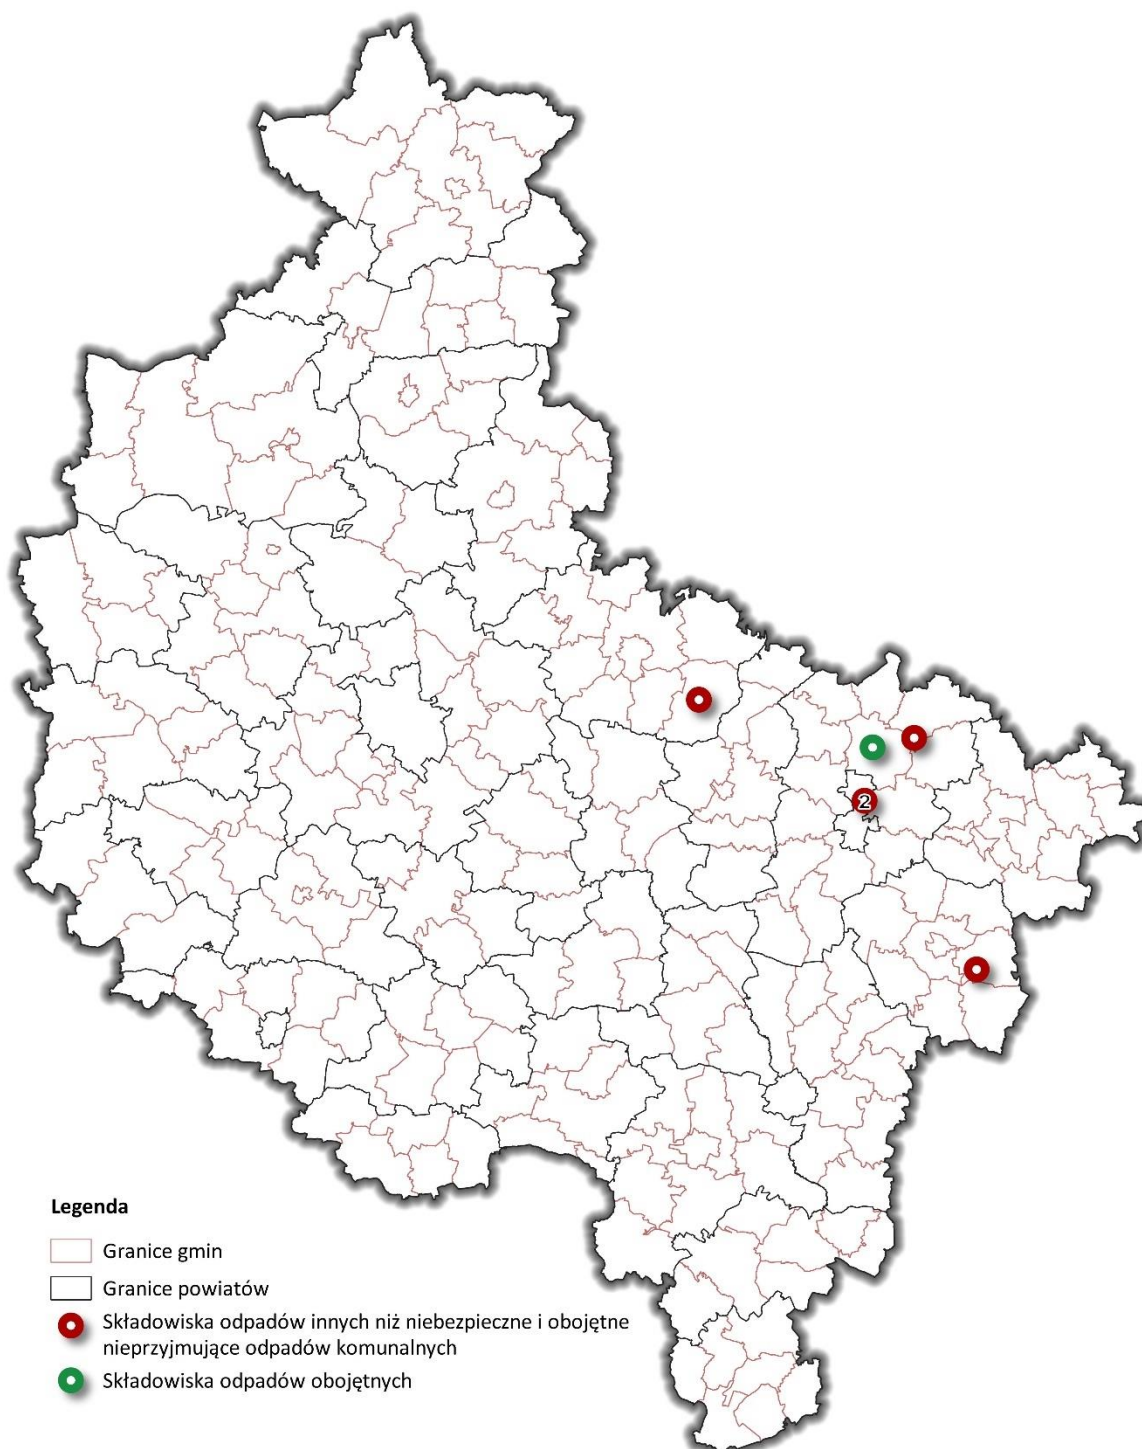 2
Legenda
Granice gmin
Granice powiatów
Składowiska odpadów innych niż niebezpieczne i obojętne
nieprzyjmujące odpadów komunalnych
Składowiska odpadów obojętnych